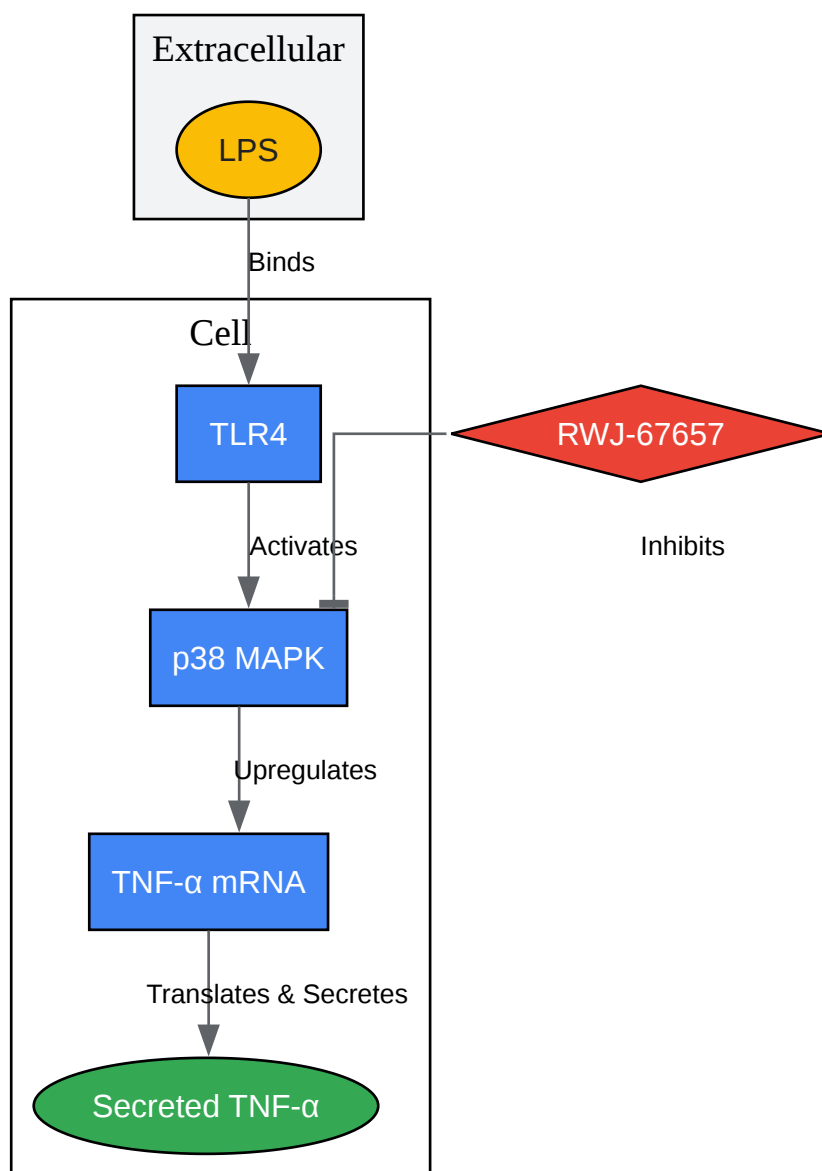 Extracellular
LPS
Binds
Cell
TLR4
RWJ-67657
Activates
Inhibits
p38 MAPK
Upregulates
TNF-α mRNA
Translates & Secretes
Secreted TNF-α